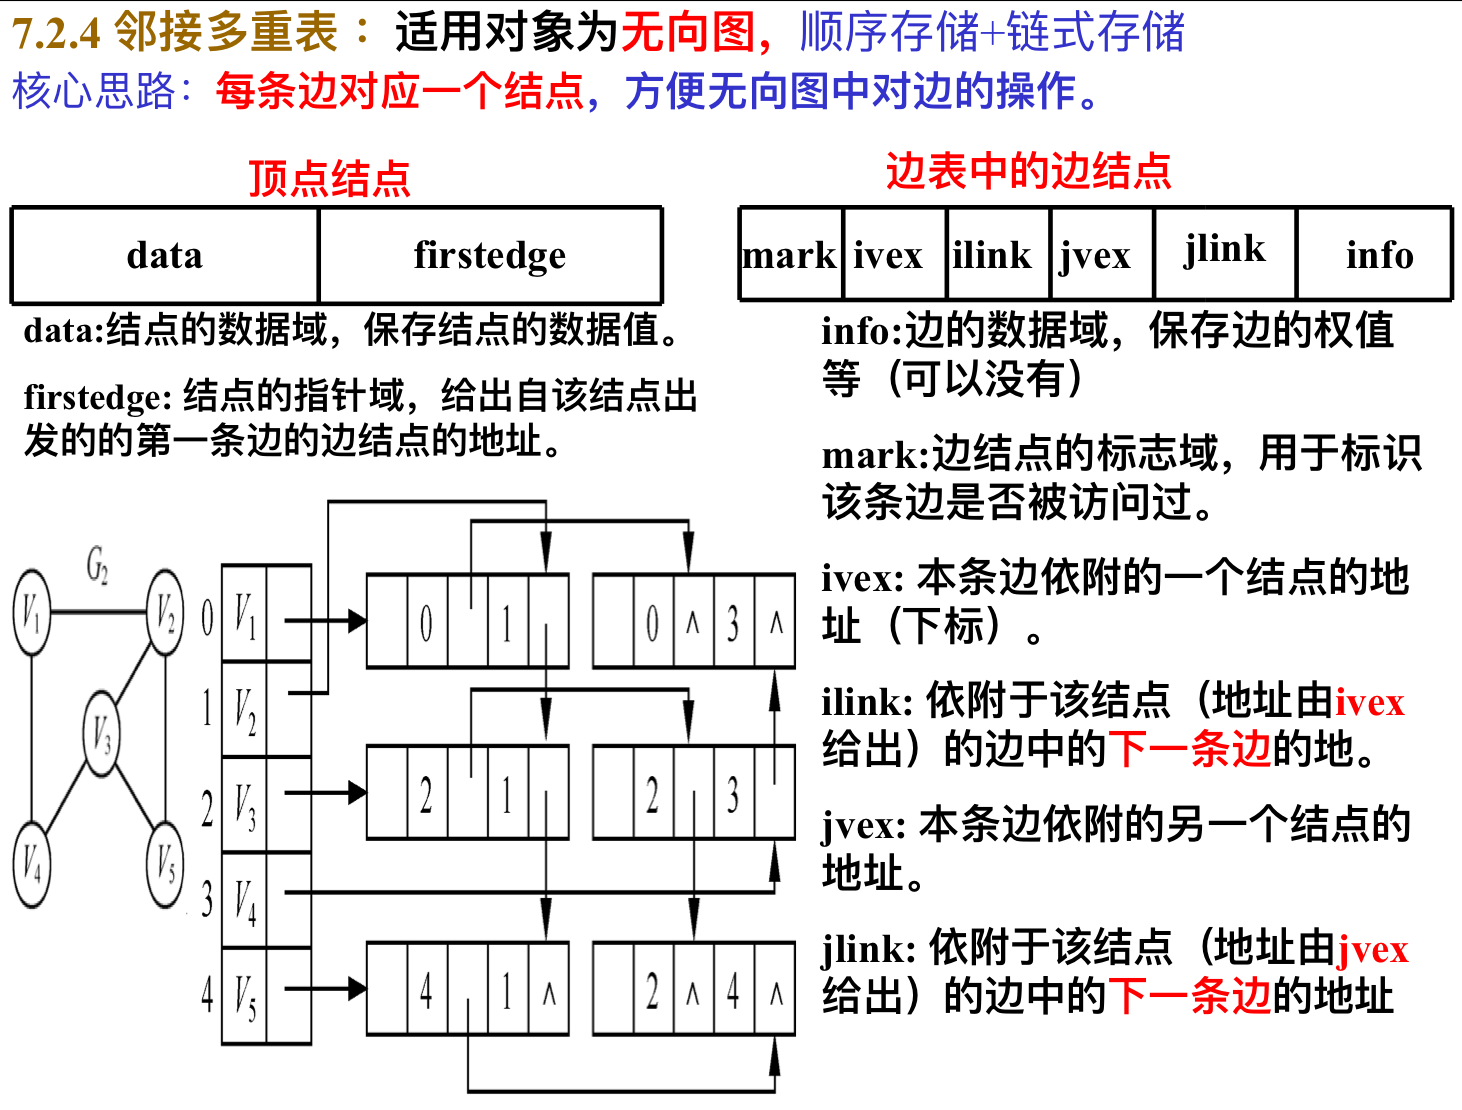 7.2.4 邻接多重表 ：适用对象为无向图，顺序存储+链式存储
核心思路：每条边对应一个结点，方便无向图中对边的操作。
顶点结点
data firstedge
data:结点的数据域，保存结点的数据值。
firstedge: 结点的指针域，给出自该结点出
发的的第一条边的边结点的地址。
边表中的边结点
mark ivex ilink jvex jlink info
info:边的数据域，保存边的权值
等（可以没有）
mark:边结点的标志域，用于标识
该条边是否被访问过。
ivex: 本条边依附的一个结点的地
址（下标）。
ilink: 依附于该结点（地址由ivex
给出）的边中的下一条边的地。
jvex: 本条边依附的另一个结点的
地址。
jlink: 依附于该结点（地址由jvex
给出）的边中的下一条边的地址
G2
V1 V2
V3
V4 V5
0 V1 0 1 0 ∧ 3 ∧
1 V2
2 V3 2 1 2 3
3 V4
4 V5 4 1 ∧ 2 ∧ 4 ∧